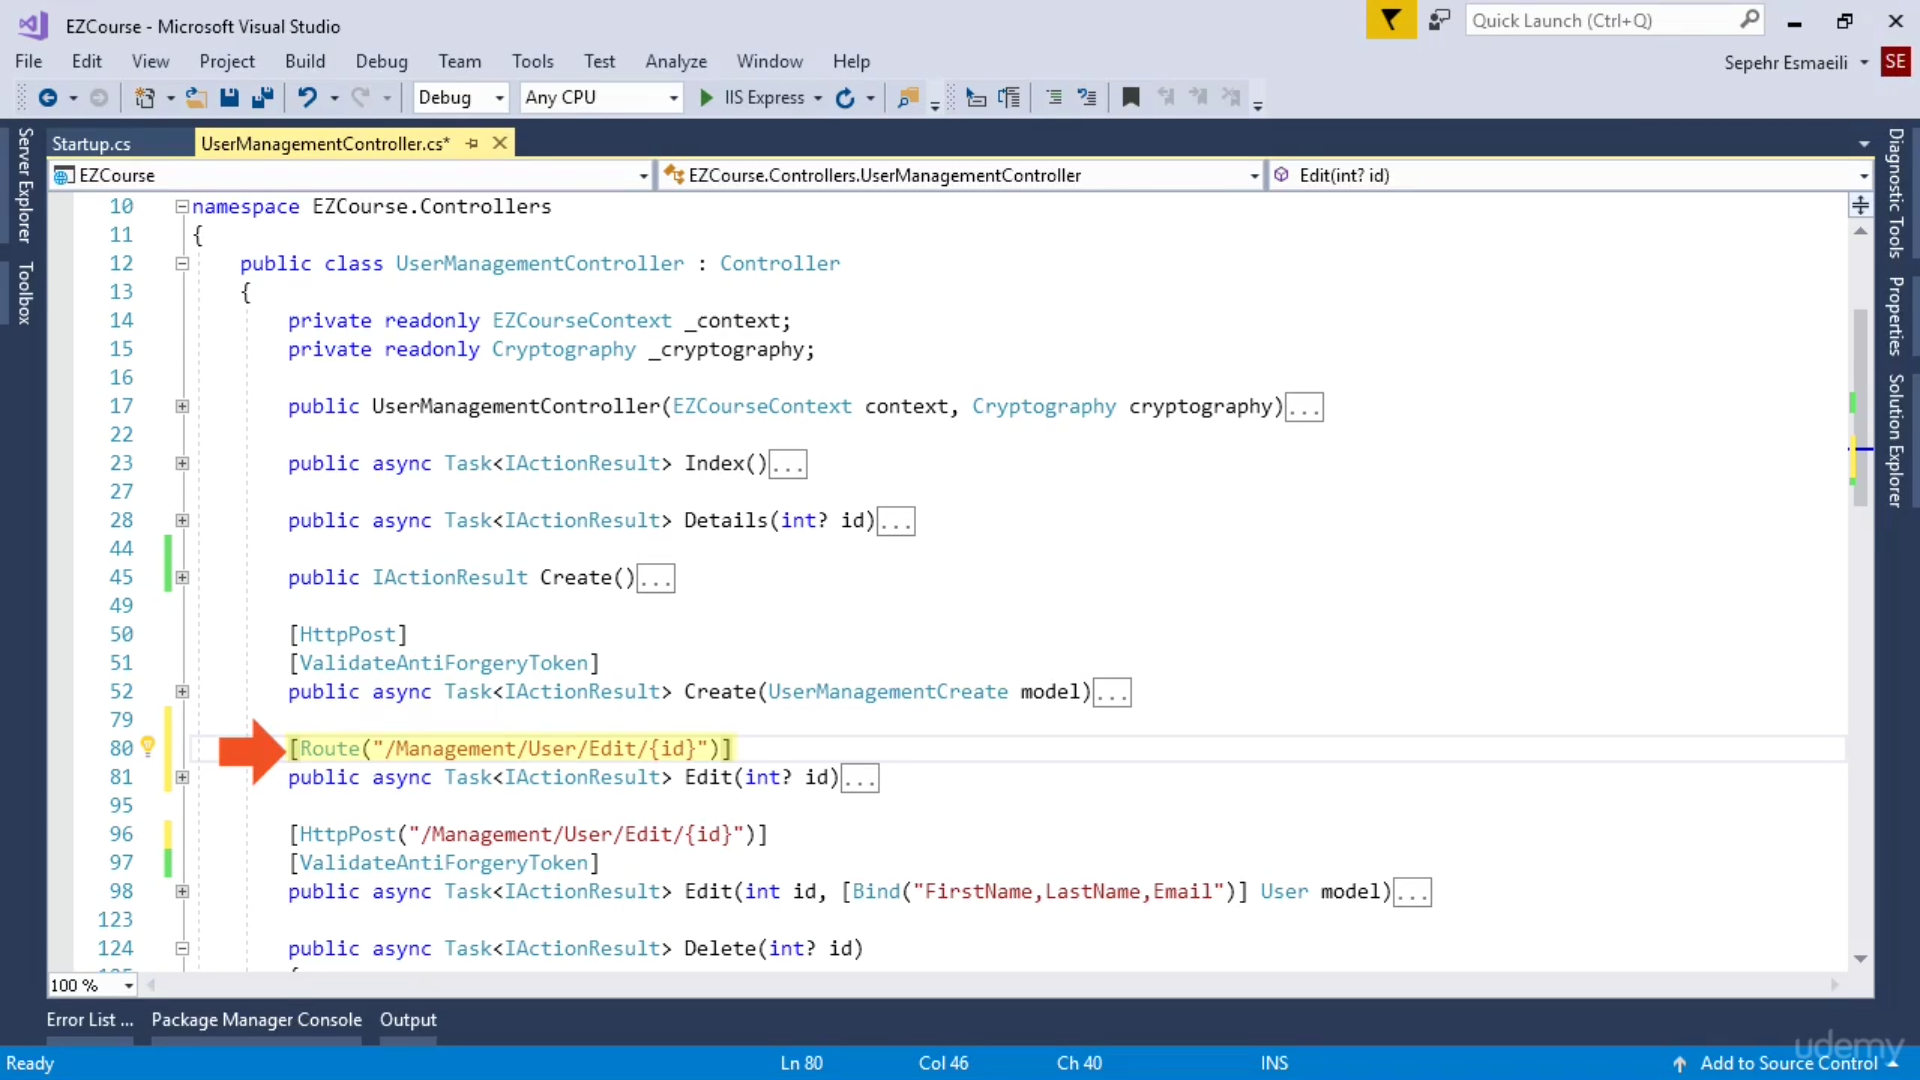 EZCourse - Microsoft Visual Studio
Quick Launch (Ctrl+Q)
File Edit View Project Build Debug Team Tools Test Analyze Window Help
Sepehr Esmaeili SE
Debug Any CPU IIS Express
Server Explorer
Toolbox
Startup.cs UserManagementController.cs*
EZCourse EZCourse.Controllers.UserManagementController Edit(int? id)
10 namespace EZCourse.Controllers
11 {
12 public class UserManagementController : Controller
13 {
14 private readonly EZCourseContext _context;
15 private readonly Cryptography _cryptography;
16
17 public UserManagementController(EZCourseContext context, Cryptography cryptography)...
22
23 public async Task<IActionResult> Index()...
27
28 public async Task<IActionResult> Details(int? id)...
44
45 public IActionResult Create()...
49
50 [HttpPost]
51 [ValidateAntiForgeryToken]
52 public async Task<IActionResult> Create(UserManagementCreate model)...
79
80 [Route("/Management/User/Edit/{id}")]
81 public async Task<IActionResult> Edit(int? id)...
95
96 [HttpPost("/Management/User/Edit/{id}")]
97 [ValidateAntiForgeryToken]
98 public async Task<IActionResult> Edit(int id, [Bind("FirstName,LastName,Email")] User model)...
123
124 public async Task<IActionResult> Delete(int? id)
Diagnostic Tools
Properties
Solution Explorer
100 %
Error List ... Package Manager Console Output
Ready Ln 80 Col 46 Ch 40 INS Add to Source Control
udemy